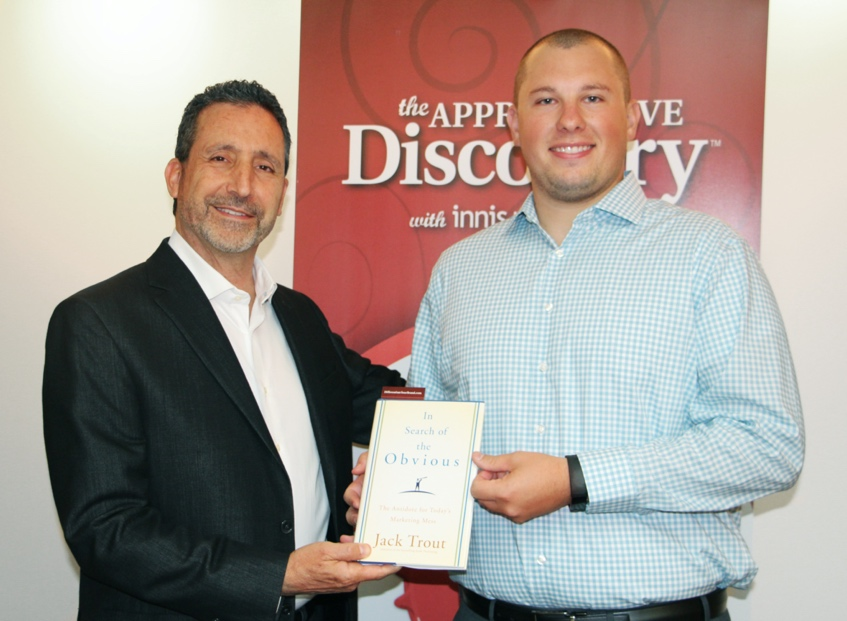 the APPR VE
Disco ry™
with innis
In
Search of
the
Obvious
The Antidote for Today's
Marketing Mess
Jack Trout